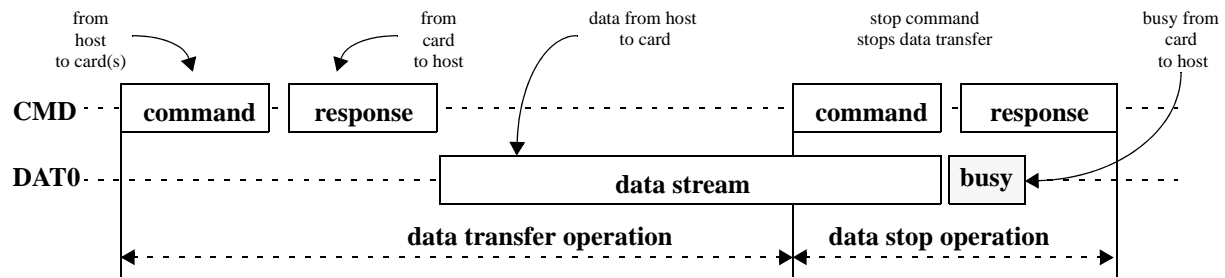 from
host
to card(s)
from
card
to host
data from host
to card
stop command
stops data transfer
busy from
card
to host
CMD
command
response
command
response
DAT0
data stream
busy
data transfer operation
data stop operation